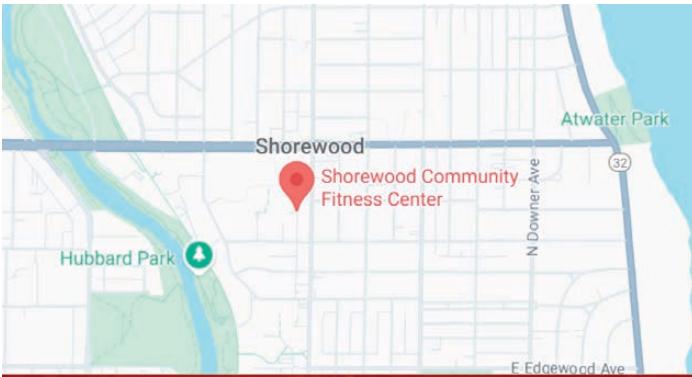 Atwater Park
Shorewood
32
Shorewood Community
Fitness Center
N Downer Ave
Hubbard Park
E Edgewood Ave